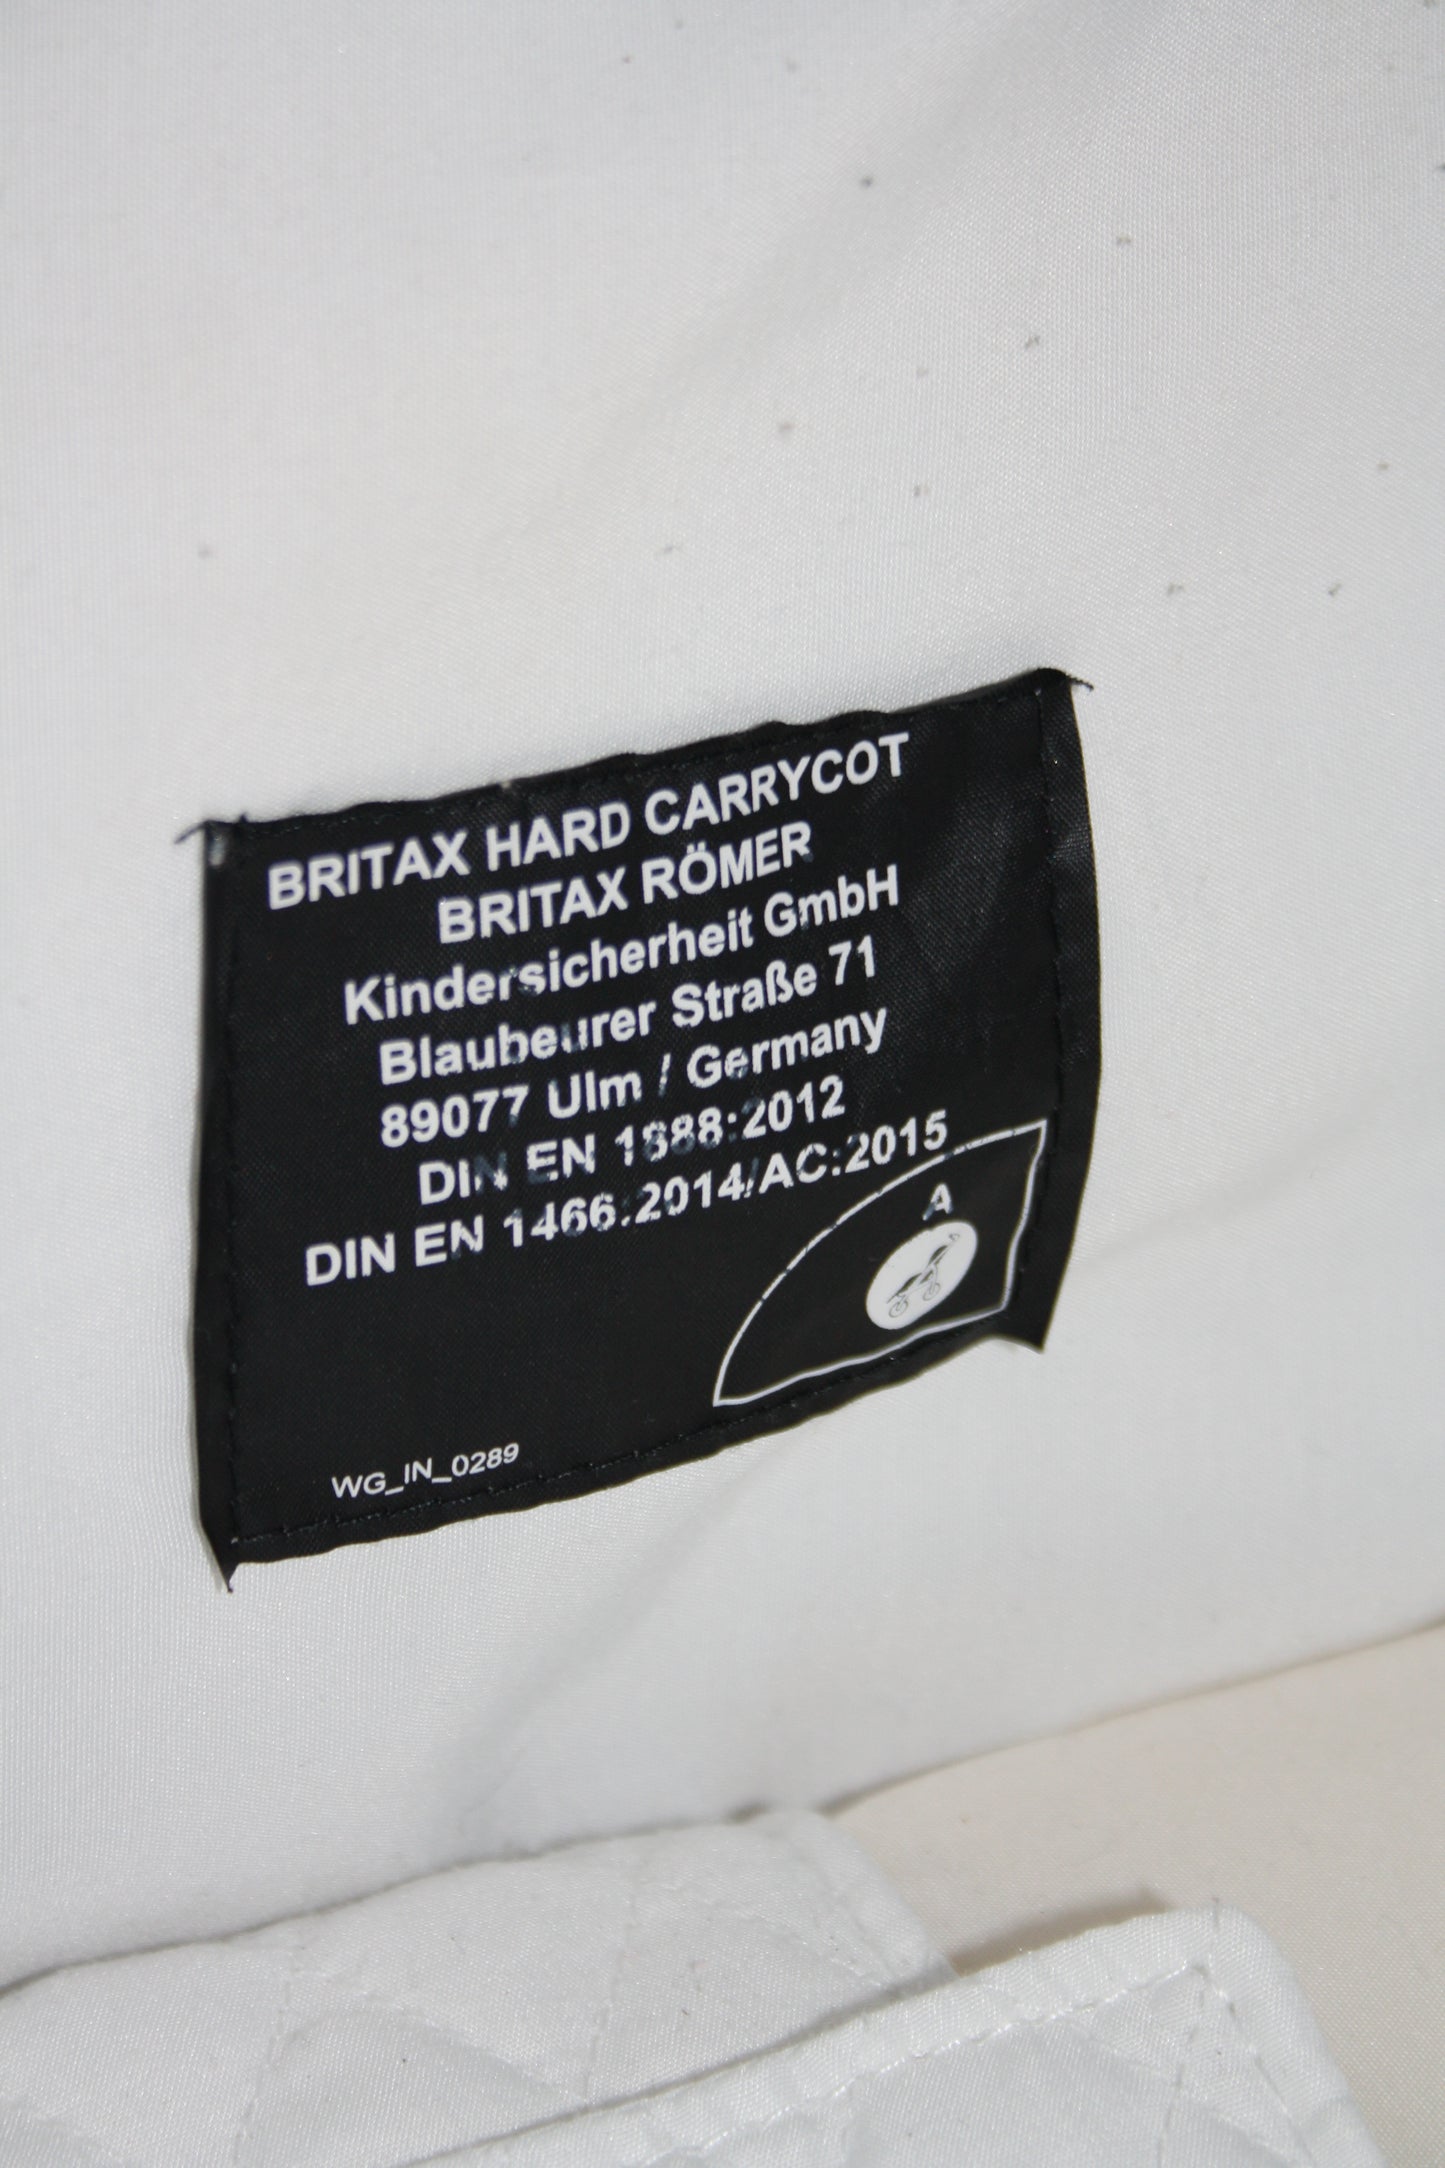 BRITAX HARD CARRYCOT
BRITAX RÖMER
Kindersicherheit GmbH
Blaubeurer Straße 71
89077 Ulm / Germany
DIN EN 1888:2012
DIN EN 1466:2014/AC:2015
A
WG_IN_0289